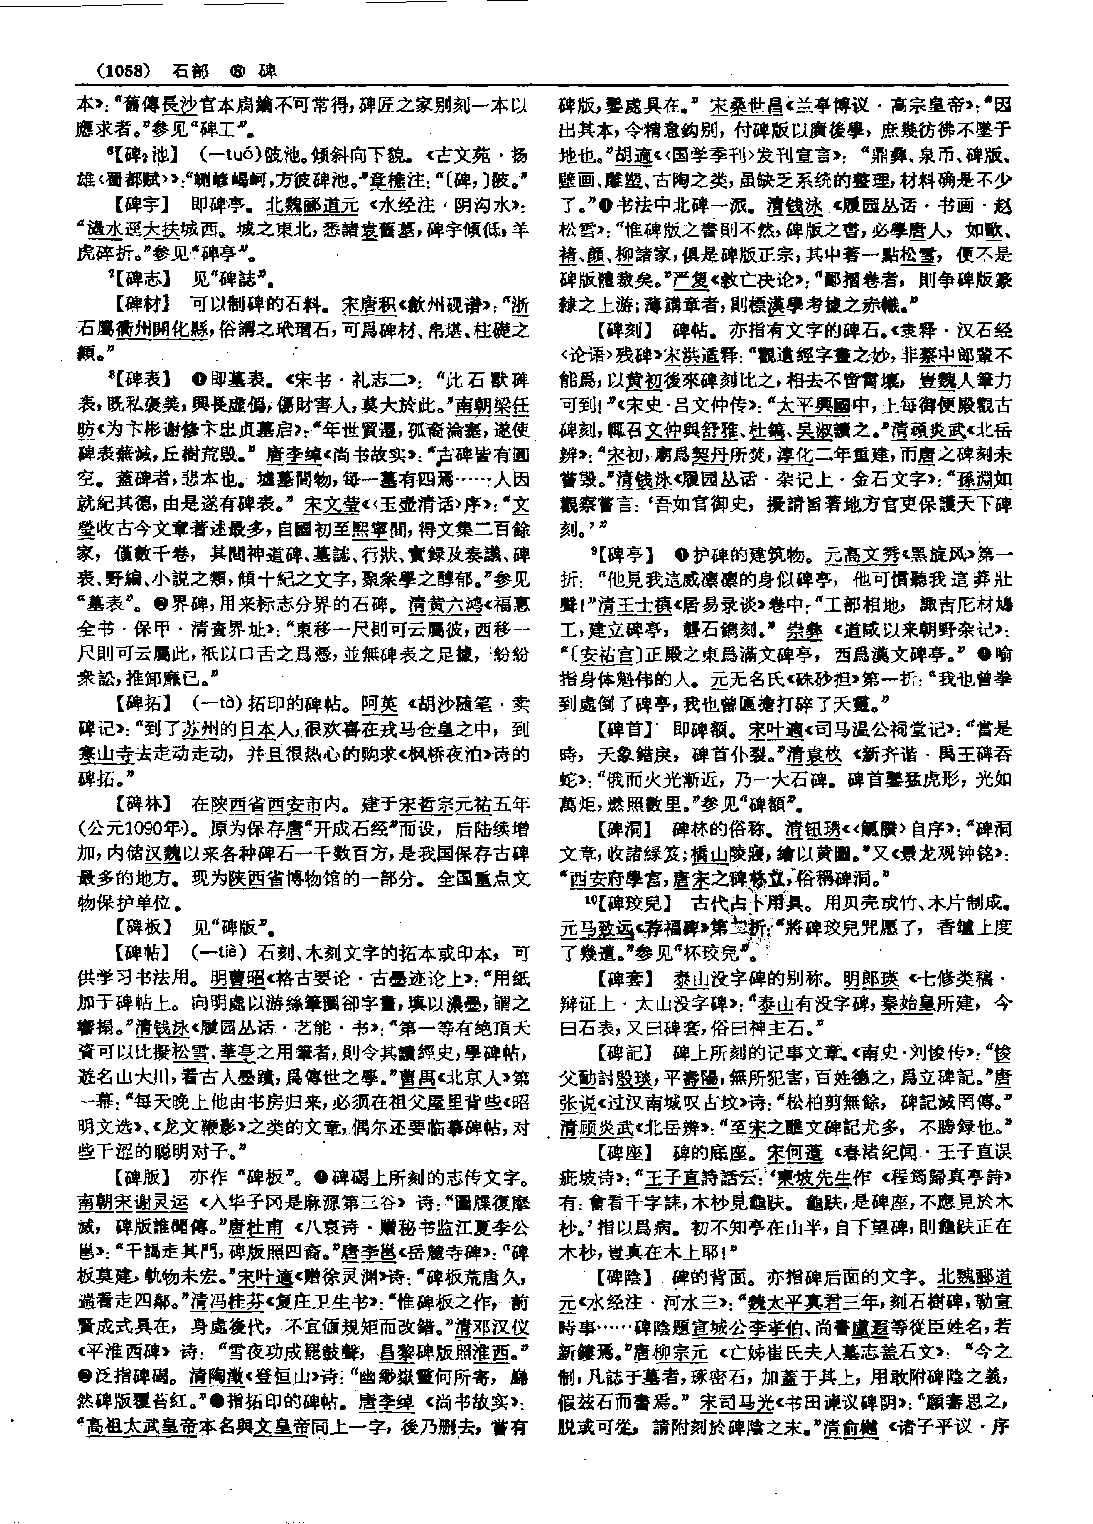 (1058) 石部 ⑧ 碑
本》：“舊傳長沙官本扃鐍不可常得，碑匠之家别刻一本以
應求者。”参见“碑工”。
⁶【碑₂池】 (—tuó)陂池。倾斜向下貌。《古文苑·扬
雄〈蜀都赋〉》：“方彼碑池。”章樵注：“〔碑，〕陂。”
【碑宇】 即碑亭。北魏郦道元《水经注·阴沟水》：
“濄水逕大扶城西。城之東北，悉諸袁舊墓，碑宇傾低，羊
虎碎折。”参见“碑亭”。
⁷【碑志】 见“碑誌”。
【碑材】 可以制碑的石料。宋唐积《歙州砚谱》：“浙
石屬衢州開化縣，俗謂之玳瑁石，可爲碑材、帛堪、柱礎之
類。”
⁸【碑表】 ❶即墓表。《宋书·礼志二》：“此石獸碑
表，既私褒美，興長虚僞，傷財害人，莫大於此。”南朝梁任
昉《为卞彬谢修卞忠贞墓启》：“年世貿遷，孤裔淪塞，遂使
碑表蕪滅，丘樹荒毁。”唐李绰《尚书故实》：“古碑皆有圆
空。蓋碑者，悲本也。墟墓間物，每一墓有四焉……人因
就紀其德，由是遂有碑表。”宋文莹《〈玉壶清话〉序》：“文
瑩收古今文章著述最多，自國初至熙寧間，得文集二百餘
家，僅數千卷，其間神道碑、墓誌、行狀、實録及奏議、碑
表、野編、小説之類，傾十紀之文字，聚衆學之醇郁。”参见
“墓表”。❷界碑，用来标志分界的石碑。清黄六鸿《福惠
全书·保甲·清查界址》：“東移一尺則可云屬彼，西移一
尺則可云屬此，祇以口舌之爲憑，並無碑表之足據，紛紛
衆訟，推卸靡已。”
【碑拓】 (—tà)拓印的碑帖。阿英《胡沙随笔·卖
碑记》：“到了苏州的日本人，很欢喜在戎马仓皇之中，到
寒山寺去走动走动，并且很热心的购求《枫桥夜泊》诗的
碑拓。”
【碑林】 在陕西省西安市内。建于宋哲宗元祐五年
(公元1090年)。原为保存唐“开成石经”而设，后陆续增
加，内储汉魏以来各种碑石一千数百方，是我国保存古碑
最多的地方。现为陕西省博物馆的一部分。全国重点文
物保护单位。
【碑板】 见“碑版”。
【碑帖】 (—tiè)石刻、木刻文字的拓本或印本，可
供学习书法用。明曹昭《格古要论·古墨迹论上》：“用纸
加于碑帖上。向明處以游絲筆圈卻字畫，填以濃墨，謂之
響搨。”清钱泳《履园丛话·艺能·书》：“第一等有絶頂天
資可以比擬松雪、華亭之用筆者，則令其讀經史，學碑帖，
遊名山大川，看古人墨蹟，爲傳世之學。”曹禺《北京人》第
一幕：“每天晚上他由书房归来，必须在祖父屋里背些《昭
明文选》、《龙文鞭影》之类的文章，偶尔还要临摹碑帖，对
些干涩的聪明对子。”
【碑版】 亦作“碑板”。❶碑碣上所刻的志传文字。
南朝宋谢灵运《入华子冈是麻源第三谷》诗：“圖牒復摩
滅，碑版誰聞傳。”唐杜甫《八哀诗·赠秘书监江夏李公
邕》：“干謁走其門，碑版照四裔。”唐李邕《岳麓寺碑》：“碑
板莫建，軌物未宏。”宋叶適《赠徐灵渊》诗：“碑板荒唐久，
遥看走四鄰。”清冯桂芬《复庄卫生书》：“惟碑板之作，前
賢成式具在，身處後代，不宜偭規矩而改錯。”清邓汉仪
《平淮西碑》诗：“雪夜功成罷鼓聲，昌黎碑版照淮西。”
❷泛指碑碣。清陶澂《登恒山》诗：“幽鄉嶽靈何所寄，巋
然碑版覆苔紅。”❸指拓印的碑帖。唐李绰《尚书故实》：
“高祖太武皇帝本名與文皇帝同上一字，後乃删去，嘗有
碑版，鑿處具在。”宋桑世昌《兰亭博议·高宗皇帝》：“因
出其本，令精意鈎别，付碑版以廣後學，庶幾彷彿不墜于
地也。”胡適《〈国学季刊〉发刊宣言》：“鼎彝、泉币、碑版、
壁画、雕塑、古陶之类，虽缺乏系统的整理，材料确是不少
了。”❹书法中北碑一派。清钱泳《履园丛话·书画·赵
松雪》：“惟碑版之書則不然，碑版之書，必學唐人，如歐、
褚、顔、柳諸家，俱是碑版正宗，其中著一點松雪，便不是
碑版體裁矣。”严复《救亡决论》：“鄙摺卷者，則争碑版篆
隸之上游；薄講章者，則標漢學考據之赤幟。”
【碑刻】 碑帖。亦指有文字的碑石。《隶释·汉石经
〈论语〉残碑》宋洪适释：“觀遺經字畫之妙，非蔡中郎輩不
能爲，以黄初後來碑刻比之，相去不啻霄壤，豈魏人筆力
可到！”《宋史·吕文仲传》：“太平興國中，上每御便殿觀古
碑刻，輒召文仲與舒雅、杜鎬、吴淑讀之。”清顾炎武《北岳
辨》：“宋初，廟爲契丹所焚，淳化二年重建，而唐之碑刻未
嘗毁。”清钱泳《履园丛话·杂记上·金石文字》：“孫淵如
觀察嘗言：‘吾如官御史，擬請旨著地方官吏保護天下碑
刻。’”
⁹【碑亭】 ❶护碑的建筑物。元高文秀《黑旋风》第一
折：“他見我這威凛凛的身似碑亭，他可慣聽我這莽壯
聲！”清王士禛《居易录谈》卷中：“工部相地，諏吉庀材鳩
工，建立碑亭，礱石鐫刻。”崇彝《道咸以来朝野杂记》：
“〔安祐宫〕正殿之東爲滿文碑亭，西爲漢文碑亭。”❷喻
指身体魁伟的人。元无名氏《硃砂担》第一折：“我也曾拳
到處倒了碑亭，我也曾匾擔打碎了天靈。”
【碑首】 即碑额。宋叶適《司马温公祠堂记》：“當是
時，天象錯戾，碑首仆裂。”清袁枚《新齐谐·禹王碑吞
蛇》：“俄而火光漸近，乃一大石碑。碑首鑿猛虎形，光如
萬炬，燃照數里。”参见“碑額”。
【碑洞】 碑林的俗称。清钮琇《〈觚賸〉自序》：“碑洞
文章，收諸緑笈；橋山陵寢，繪以黄圖。”又《景龙观钟铭》：
“西安府學宫，唐宋之碑林立，俗稱碑洞。”
¹⁰【碑珓兒】 古代占卜用具。用贝壳或竹、木片制成。
元马致远《荐福碑》第二折：“將碑珓兒咒愿了，香爐上度
了幾遭。”参见“杯珓兒”。
【碑套】 泰山没字碑的别称。明郎瑛《七修类稿·
辩证上·太山没字碑》：“泰山有没字碑，秦始皇所建，今
曰石表，又曰碑套，俗曰神主石。”
【碑記】 碑上所刻的记事文章。《南史·刘悛传》：“悛
父勔討殷琰，平壽陽，無所犯害，百姓德之，爲立碑記。”唐
张说《过汉南城叹古坟》诗：“松柏剪無餘，碑記滅罔傳。”
清顾炎武《北岳辨》：“至宋之醮文碑記尤多，不勝録也。”
【碑座】 碑的底座。宋何薳《春渚纪闻·王子直误
疵坡诗》：“王子直詩話云：‘東坡先生作《程筠歸真亭詩》
有：會看千字誄，木杪見龜趺。龜趺，是碑座，不應見於木
杪。’指以爲病。初不知亭在山半，自下望碑，則龜趺正在
木杪，豈真在木上耶！”
【碑陰】 碑的背面。亦指碑后面的文字。北魏郦道
元《水经注·河水三》：“魏太平真君三年，刻石樹碑，勒宣
時事……碑陰題宣城公李孝伯、尚書盧遐等從臣姓名，若
新鏤焉。”唐柳宗元《亡姊崔氏夫人墓志盖石文》：“今之
制，凡誌于墓者，琢密石，加蓋于其上，用敢附碑陰之義，
假兹石而書焉。”宋司马光《书田谏议碑阴》：“願審思之，
脱或可從，請附刻於碑陰之末。”清俞樾《诸子平议·序